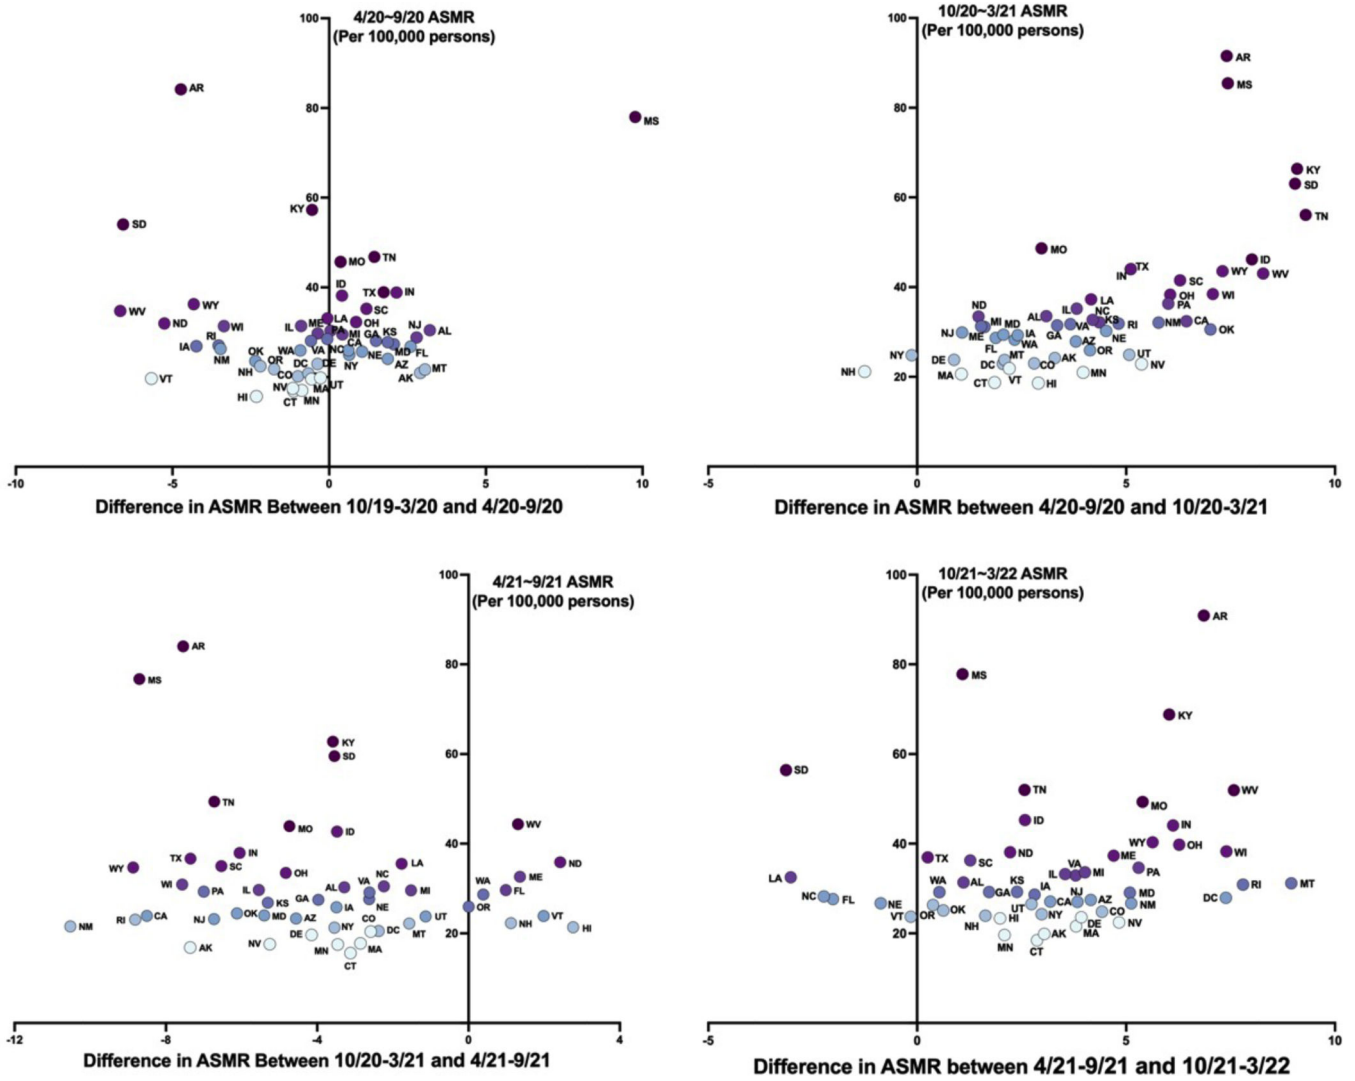 4/20~9/20 ASMR
(Per 100,000 persons)
100
80
60
40
20
-10
-5
0
5
10
AR
MS
SD
KY
MO
TN
ID
TX
IN
WY
WV
SC
ND
WI
IL
ME
LA
OH
PA
MI
GA
KS
NJ
AL
IA
RI
NM
WA
VA
NC
CA
NE
MD
FL
OK
OR
NH
DC
DE
NY
AZ
MT
AK
VT
CO
NV
MA
UT
HI
CT
MN
Difference in ASMR Between 10/19-3/20 and 4/20-9/20
10/20~3/21 ASMR
(Per 100,000 persons)
100
80
60
40
20
-5
0
5
10
AR
MS
KY
SD
TN
MO
ID
TX
IN
WY
WV
SC
OH
WI
PA
LA
ND
AL
IL
NC
KS
RI
NM
CA
OK
NJ
ME
MI
MD
IA
WA
GA
VA
NE
FL
AZ
OR
UT
NY
DE
DC
MT
CO
AK
NV
NH
MA
CT
VT
HI
MN
Difference in ASMR between 4/20-9/20 and 10/20-3/21
4/21~9/21 ASMR
(Per 100,000 persons)
100
80
60
40
20
-12
-8
-4
0
4
AR
MS
KY
SD
TN
MO
ID
WV
WY
TX
IN
SC
OH
LA
ND
WI
PA
IL
AL
VA
NC
MI
ME
FL
WA
KS
GA
NE
OR
NM
RI
CA
NJ
OK
MD
AZ
IA
NY
CO
DC
MT
UT
NH
VT
HI
AK
NV
DE
MN
MA
CT
Difference in ASMR Between 10/20-3/21 and 4/21-9/21
10/21~3/22 ASMR
(Per 100,000 persons)
100
80
60
40
20
-5
0
5
10
AR
MS
KY
SD
TN
WV
MO
ID
IN
WY
OH
TX
SC
ND
ME
WI
LA
WA
AL
IL
VA
MI
PA
RI
MT
NC
FL
GA
KS
IA
MD
DC
NE
CA
NJ
AZ
NM
VT
OR
OK
UT
NY
CO
NH
HI
DE
NV
MN
AK
MA
CT
Difference in ASMR between 4/21-9/21 and 10/21-3/22